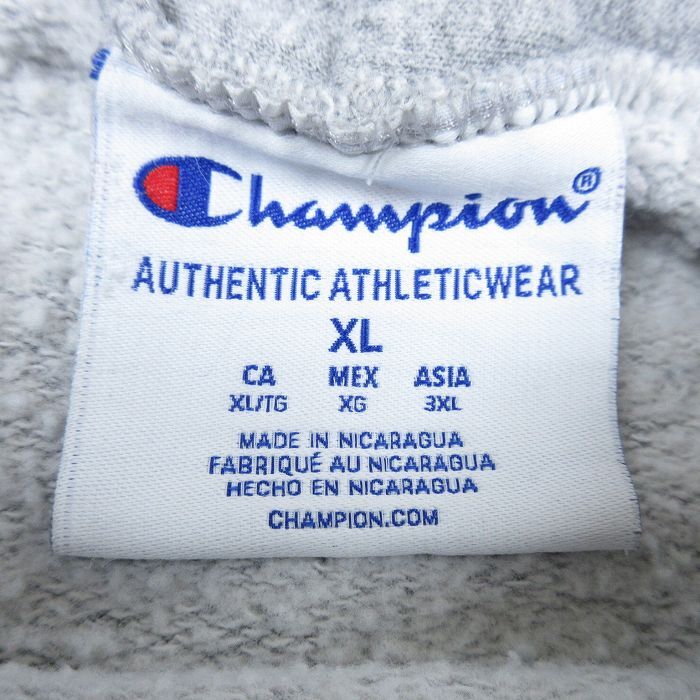 Champion®
AUTHENTIC ATHLETICWEAR
XL
CA MEX ASIA
XL/TG XG 3XL
MADE IN NICARAGUA
FABRIQUÉ AU NICARAGUA
HECHO EN NICARAGUA
CHAMPION.COM